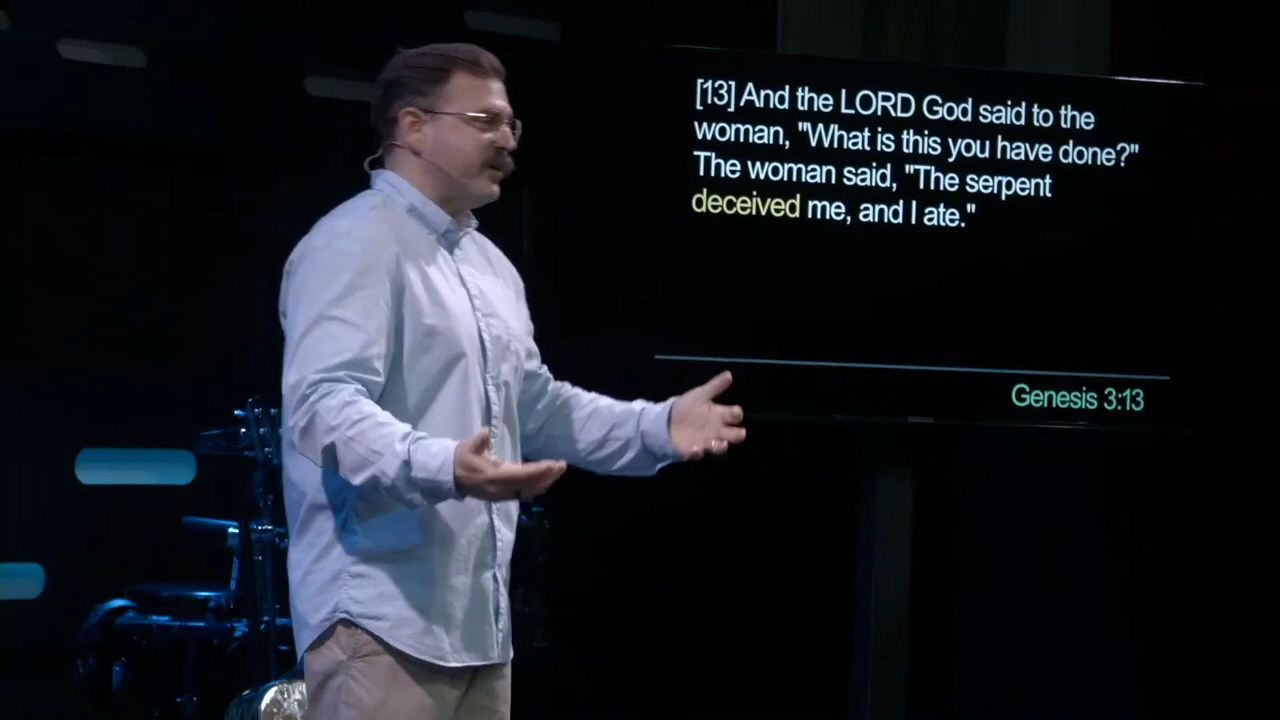 [13] And the LORD God said to the
woman, "What is this you have done?"
The woman said, "The serpent
deceived me, and I ate."
Genesis 3:13